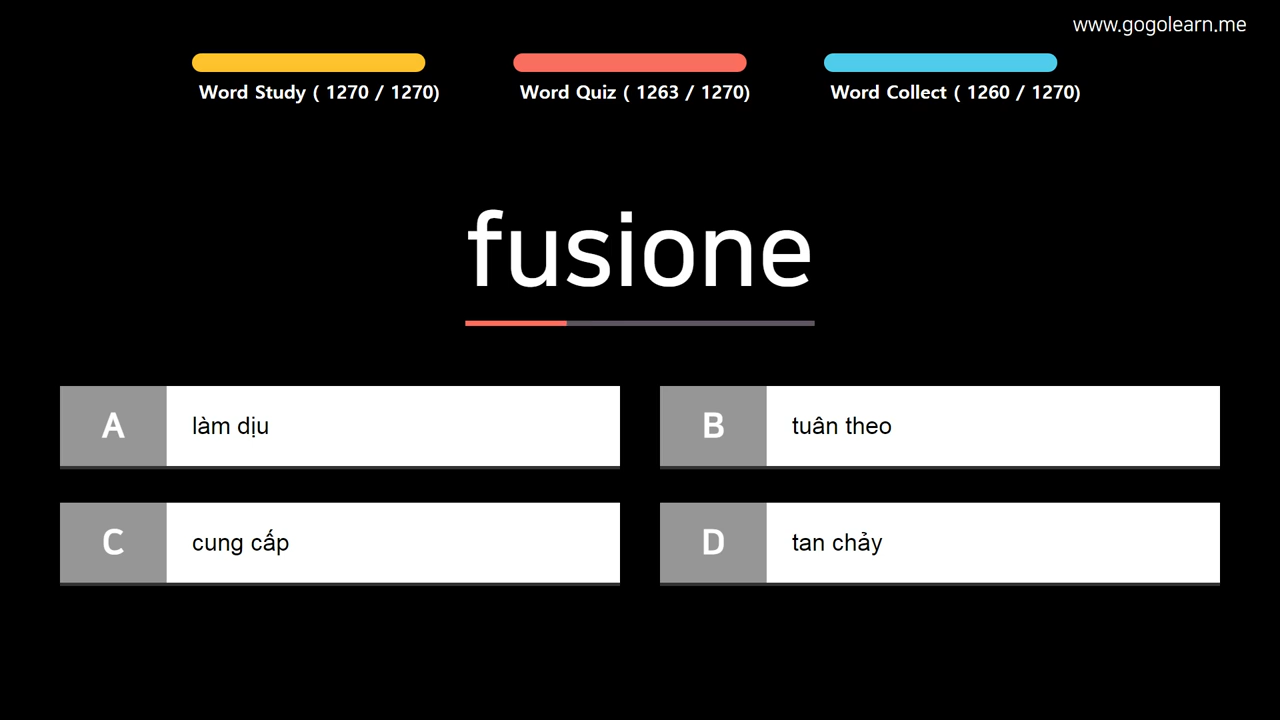 www.gogolearn.me
Word Study ( 1270 / 1270)
Word Quiz ( 1263 / 1270)
Word Collect ( 1260 / 1270)
fusione
A làm dịu
B tuân theo
C cung cấp
D tan chảy